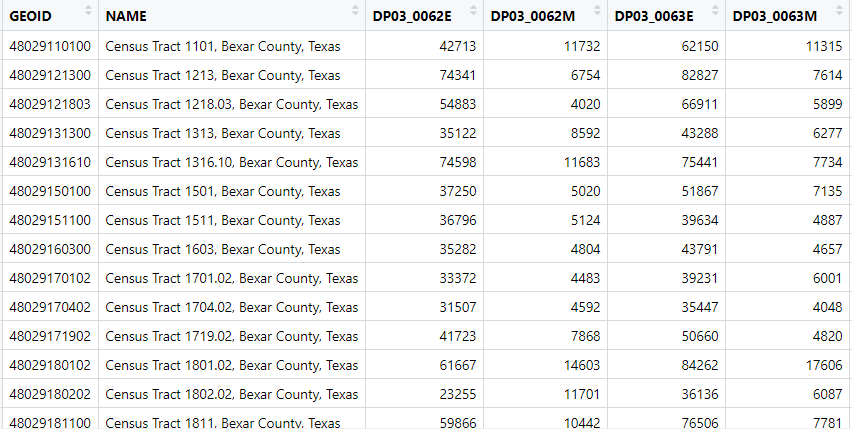 GEOID NAME DP03_0062E DP03_0062M DP03_0063E DP03_0063M
48029110100 Census Tract 1101, Bexar County, Texas 42713 11732 62150 11315
48029121300 Census Tract 1213, Bexar County, Texas 74341 6754 82827 7614
48029121803 Census Tract 1218.03, Bexar County, Texas 54883 4020 66911 5899
48029131300 Census Tract 1313, Bexar County, Texas 35122 8592 43288 6277
48029131610 Census Tract 1316.10, Bexar County, Texas 74598 11683 75441 7734
48029150100 Census Tract 1501, Bexar County, Texas 37250 5020 51867 7135
48029151100 Census Tract 1511, Bexar County, Texas 36796 5124 39634 4887
48029160300 Census Tract 1603, Bexar County, Texas 35282 4804 43791 4657
48029170102 Census Tract 1701.02, Bexar County, Texas 33372 4483 39231 6001
48029170402 Census Tract 1704.02, Bexar County, Texas 31507 4592 35447 4048
48029171902 Census Tract 1719.02, Bexar County, Texas 41723 7868 50660 4820
48029180102 Census Tract 1801.02, Bexar County, Texas 61667 14603 84262 17606
48029180202 Census Tract 1802.02, Bexar County, Texas 23255 11701 36136 6087
48029181100 Census Tract 1811, Bexar County, Texas 59866 10442 76506 7781